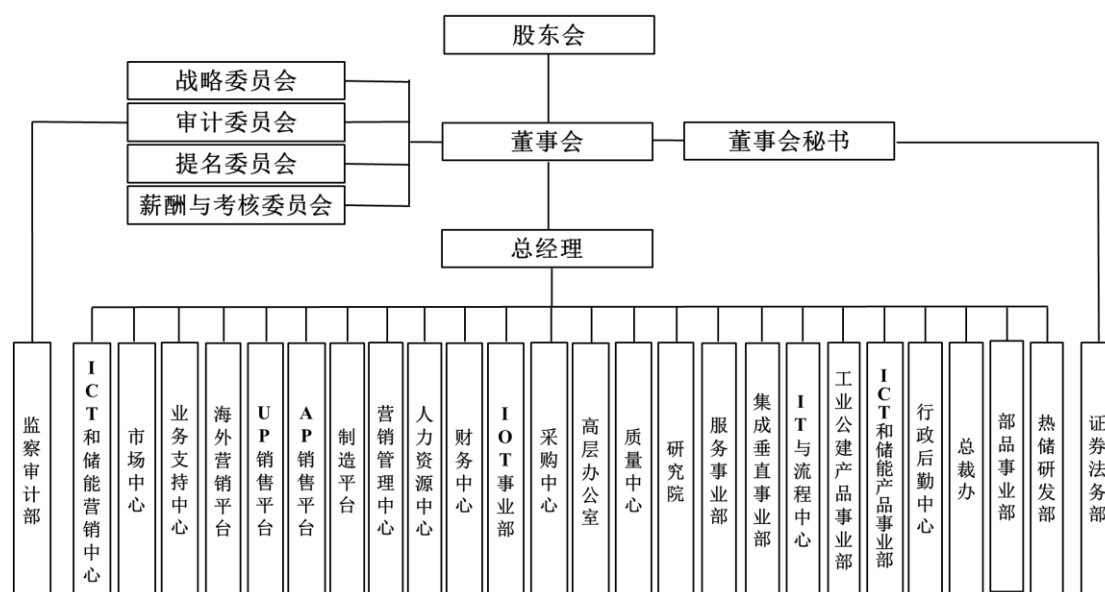 股东会
战略委员会
审计委员会
提名委员会
薪酬与考核委员会
董事会
董事会秘书
总经理
监察审计部
ICT和储能营销中心
市场中心
业务支持中心
海外营销平台
UP销售平台
AP销售平台
制造平台
营销管理中心
人力资源中心
财务中心
IOT事业部
采购中心
高层办公室
质量中心
研究院
服务事业部
集成垂直事业部
IT与流程中心
工业公建产品事业部
ICT和储能产品事业部
行政后勤中心
总裁办
部品事业部
热储研发部
证券法务部